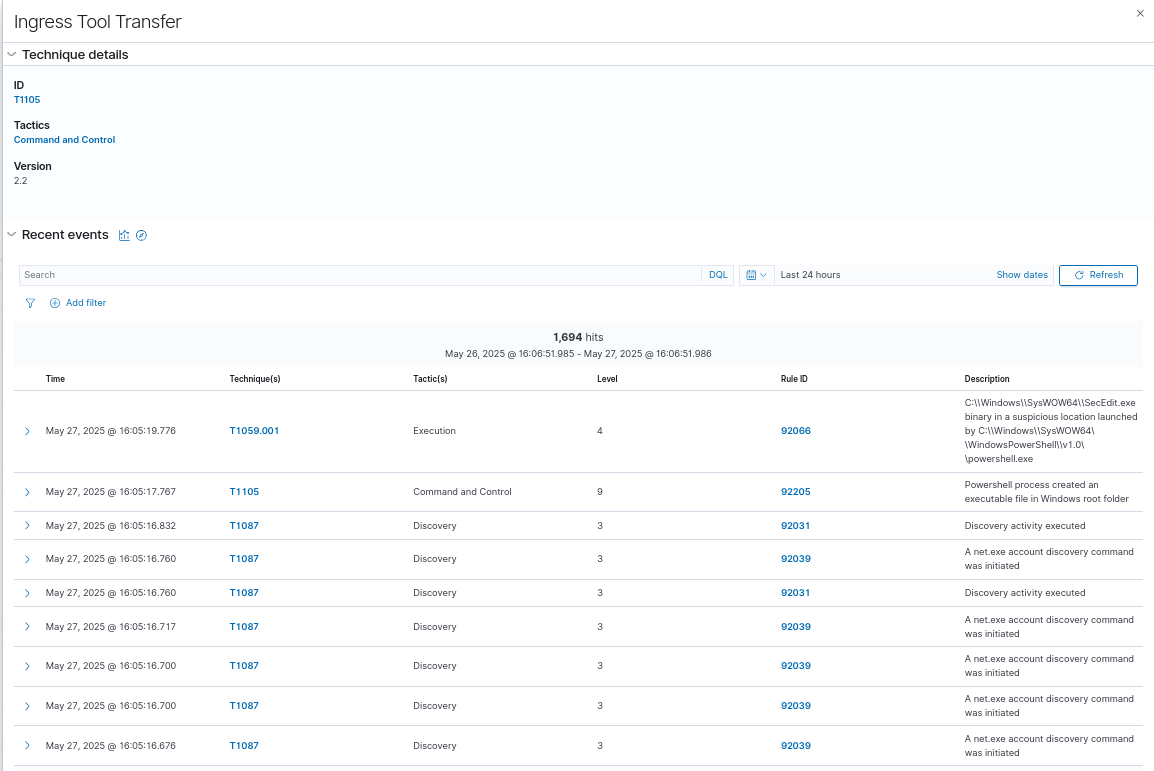 Ingress Tool Transfer
Technique details
ID
T1105
Tactics
Command and Control
Version
2.2
Recent events
Search DQL Last 24 hours Show dates Refresh
Add filter
1,694 hits
May 26, 2025 @ 16:06:51.985 - May 27, 2025 @ 16:06:51.986
Time Technique(s) Tactic(s) Level Rule ID Description
May 27, 2025 @ 16:05:19.776 T1059.001 Execution 4 92066 C:\\Windows\\SysWOW64\\SecEdit.exe
binary in a suspicious location launched
by C:\\Windows\\SysWOW64\
\WindowsPowerShell\\v1.0\
\powershell.exe
May 27, 2025 @ 16:05:17.767 T1105 Command and Control 9 92205 Powershell process created an
executable file in Windows root folder
May 27, 2025 @ 16:05:16.832 T1087 Discovery 3 92031 Discovery activity executed
May 27, 2025 @ 16:05:16.760 T1087 Discovery 3 92039 A net.exe account discovery command
was initiated
May 27, 2025 @ 16:05:16.760 T1087 Discovery 3 92031 Discovery activity executed
May 27, 2025 @ 16:05:16.717 T1087 Discovery 3 92039 A net.exe account discovery command
was initiated
May 27, 2025 @ 16:05:16.700 T1087 Discovery 3 92039 A net.exe account discovery command
was initiated
May 27, 2025 @ 16:05:16.700 T1087 Discovery 3 92039 A net.exe account discovery command
was initiated
May 27, 2025 @ 16:05:16.676 T1087 Discovery 3 92039 A net.exe account discovery command
was initiated